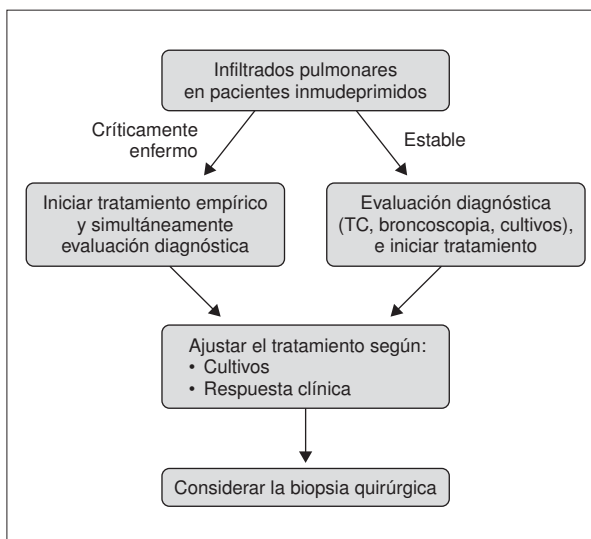 Infiltrados pulmonares
en pacientes inmudeprimidos
Críticamente
enfermo
Estable
Iniciar tratamiento empírico
y simultáneamente
evaluación diagnóstica
Evaluación diagnóstica
(TC, broncoscopia, cultivos),
e iniciar tratamiento
Ajustar el tratamiento según:
• Cultivos
• Respuesta clínica
Considerar la biopsia quirúrgica